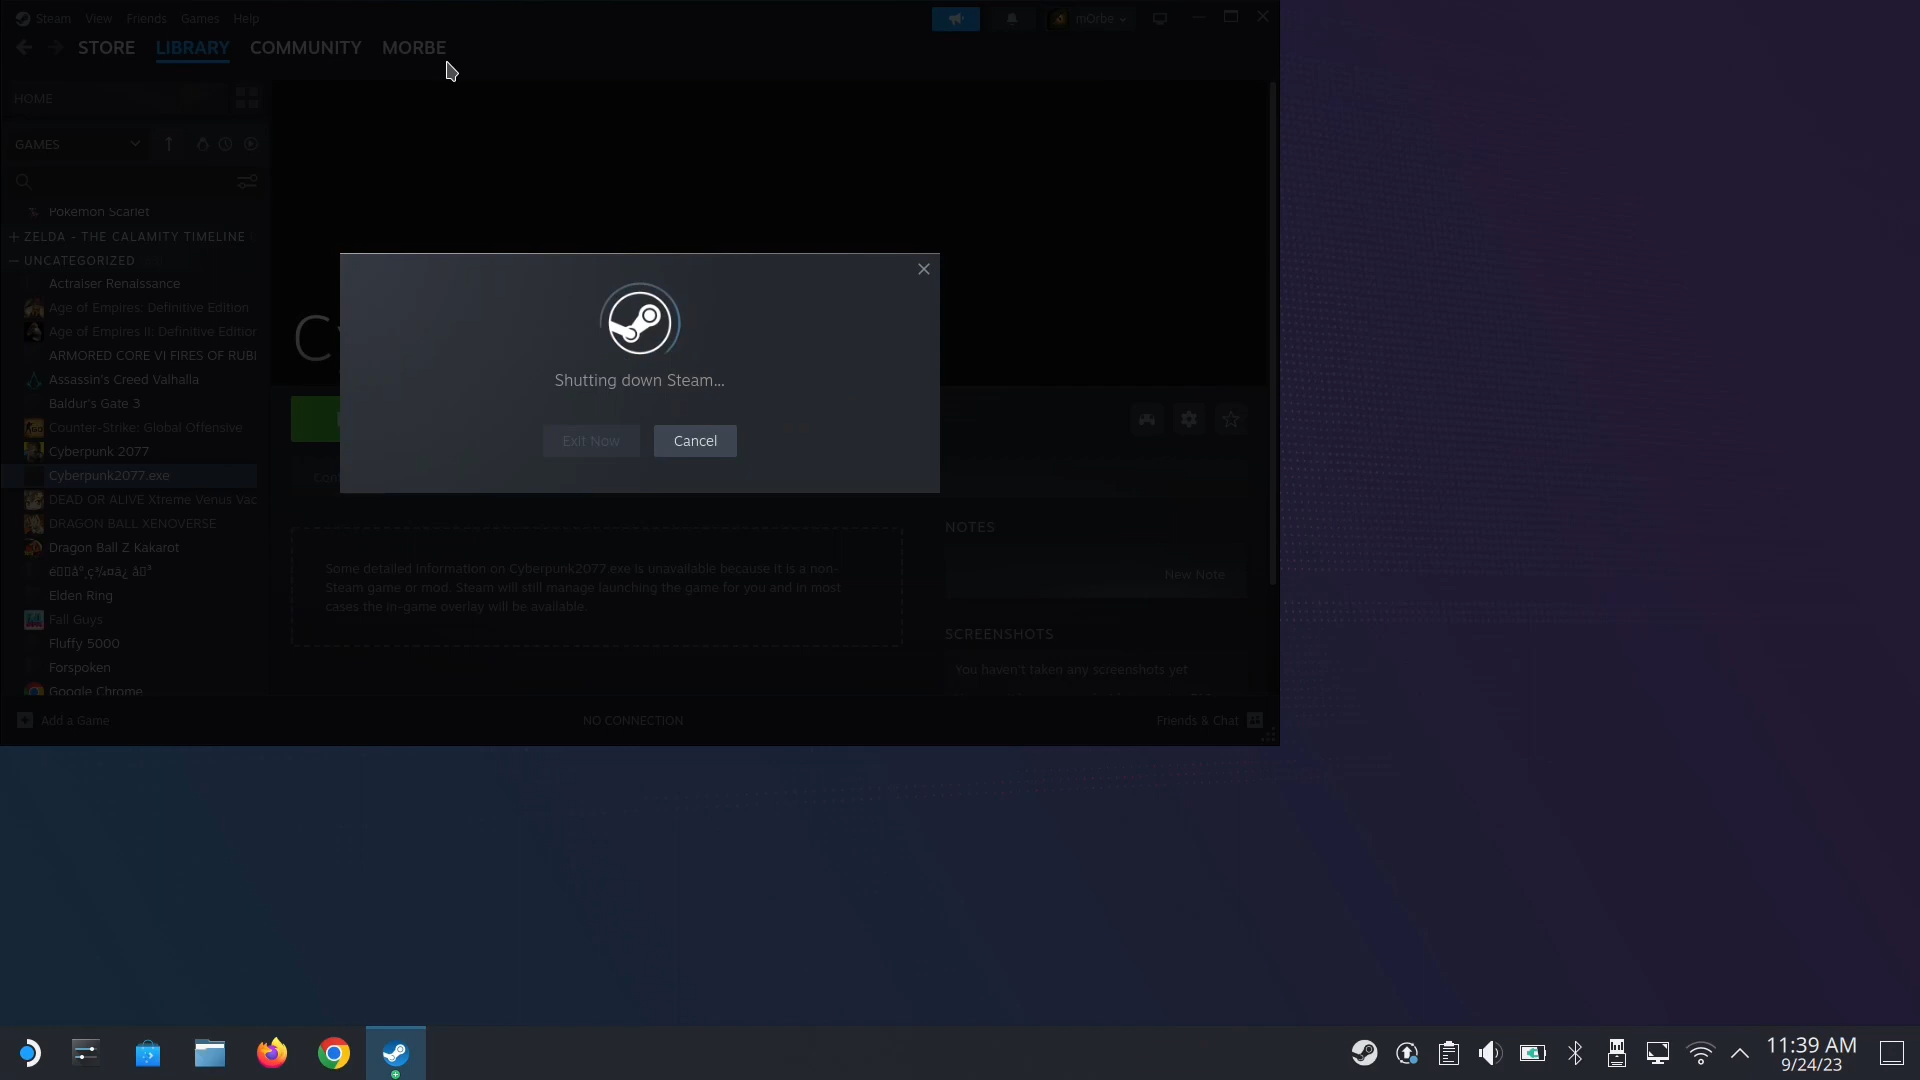 Steam View Friends Games Help
mOrbe
STORE LIBRARY COMMUNITY MORBE
HOME
GAMES
Pokemon Scarlet
ZELDA - THE CALAMITY TIMELINE
UNCATEGORIZED
Actraiser Renaissance
Age of Empires: Definitive Edition
Age of Empires II: Definitive Edition
ARMORED CORE VI FIRES OF RUBI
Assassin's Creed Valhalla
Baldur's Gate 3
Counter-Strike: Global Offensive
Cyberpunk 2077
Cyberpunk2077.exe
DEAD OR ALIVE Xtreme Venus Vac
DRAGON BALL XENOVERSE
Dragon Ball Z Kakarot
Elden Ring
Fall Guys
Fluffy 5000
Forspoken
Google Chrome
Cy
Shutting down Steam...
Exit Now Cancel
Some detailed information on Cyberpunk2077.exe is unavailable because it is a non-
Steam game or mod. Steam will still manage launching the game for you and in most
cases the in-game overlay will be available.
NOTES
New Note
SCREENSHOTS
You haven't taken any screenshots yet
Add a Game
NO CONNECTION
Friends & Chat
11:39 AM
9/24/23